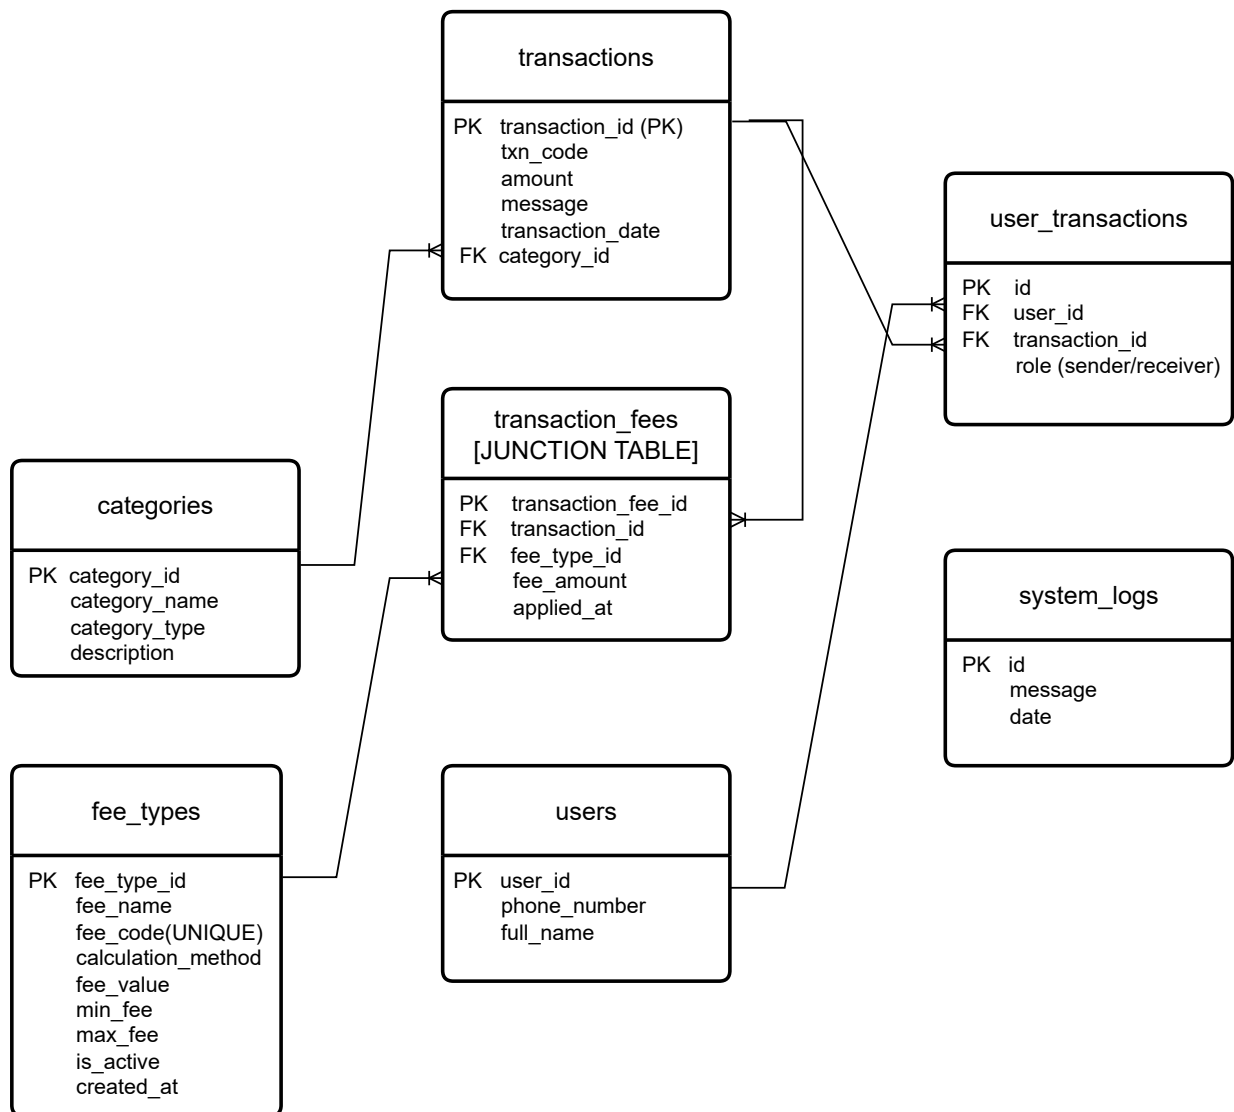 transactions
PK transaction_id (PK)
txn_code
amount
message
transaction_date
FK category_id
user_transactions
PK id
FK user_id
FK transaction_id
role (sender/receiver)
transaction_fees
[JUNCTION TABLE]
PK transaction_fee_id
FK transaction_id
FK fee_type_id
fee_amount
applied_at
categories
PK category_id
category_name
category_type
description
system_logs
PK id
message
date
fee_types
PK fee_type_id
fee_name
fee_code(UNIQUE)
calculation_method
fee_value
min_fee
max_fee
is_active
created_at
users
PK user_id
phone_number
full_name